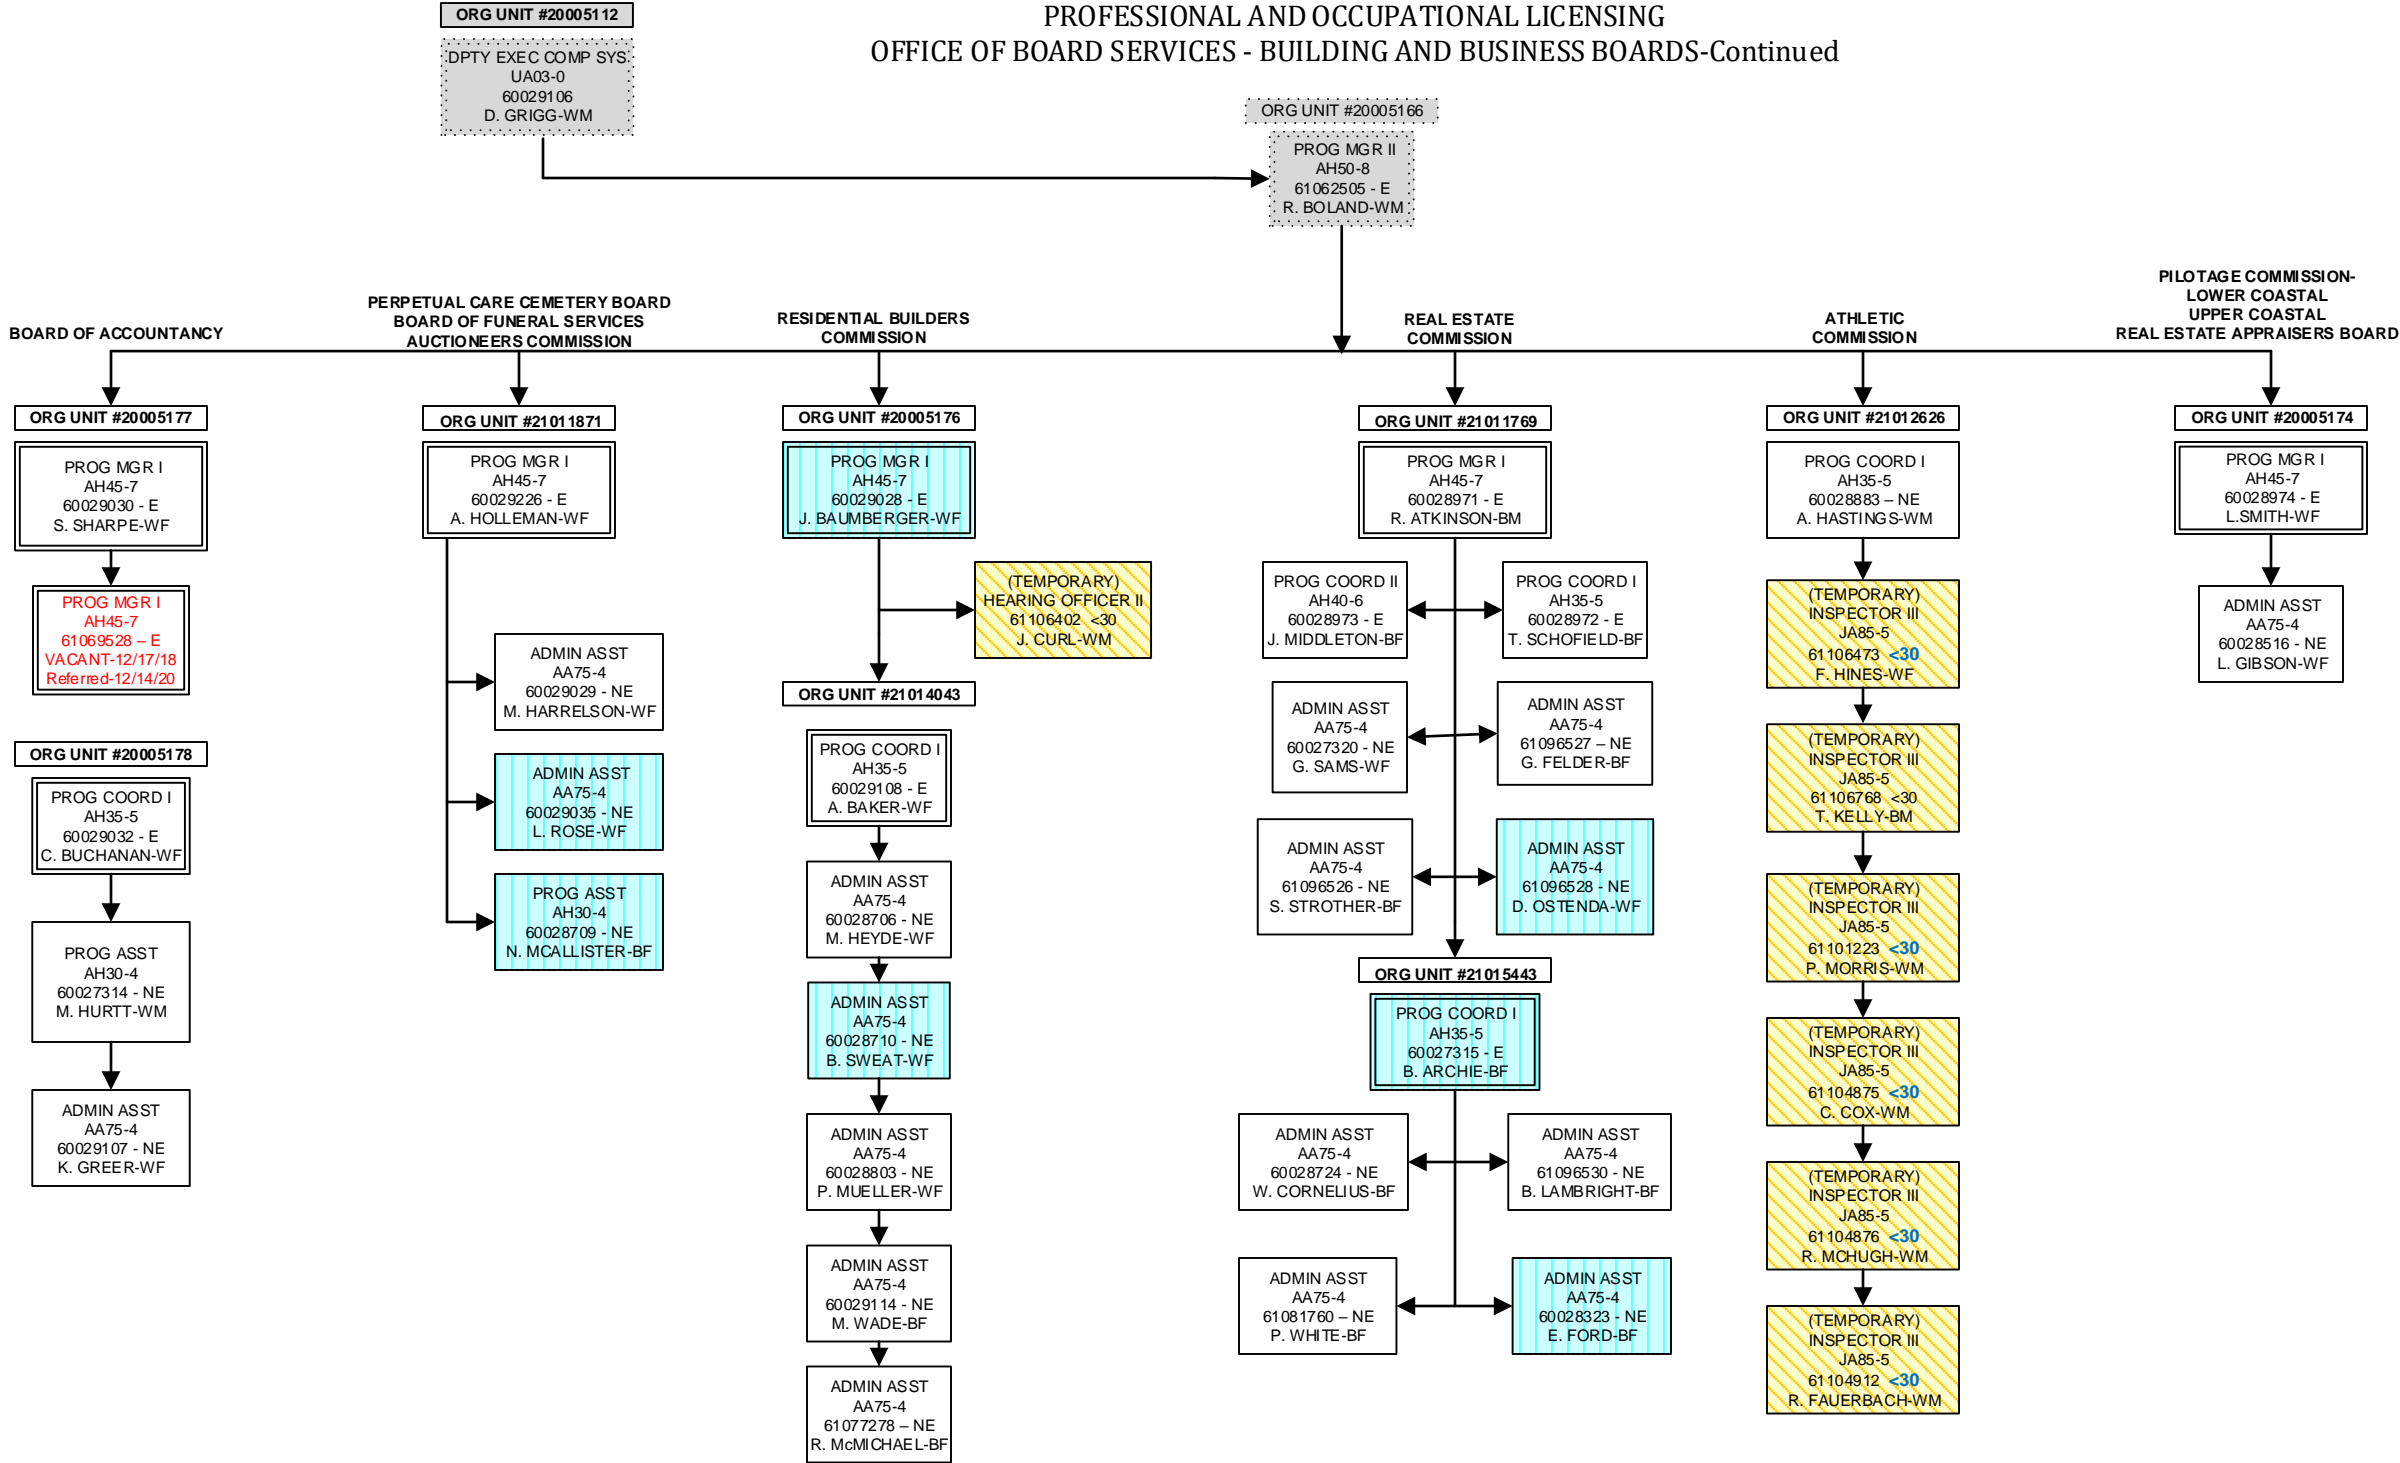 ORG UNIT #20005112
PROFESSIONAL AND OCCUPATIONAL LICENSING
OFFICE OF BOARD SERVICES - BUILDING AND BUSINESS BOARDS-Continued
DPTY EXEC COMP SYS
UA03-0
60029106
D. GRIGG-WM
ORG UNIT #20005166
PROG MGR II
AH50-8
61062505 - E
R. BOLAND-WM
BOARD OF ACCOUNTANCY
ORG UNIT #20005177
PROG MGR I
AH45-7
60029030 - E
S. SHARPE-WF
PROG MGR I
AH45-7
61069528 – E
VACANT-12/17/18
Referred-12/14/20
ORG UNIT #20005178
PROG COORD I
AH35-5
60029032 - E
C. BUCHANAN-WF
PROG ASST
AH30-4
60027314 - NE
M. HURTT-WM
ADMIN ASST
AA75-4
60029107 - NE
K. GREER-WF
PERPETUAL CARE CEMETERY BOARD
BOARD OF FUNERAL SERVICES
AUCTIONEERS COMMISSION
ORG UNIT #21011871
PROG MGR I
AH45-7
60029226 - E
A. HOLLEMAN-WF
ADMIN ASST
AA75-4
60029029 - NE
M. HARRELSON-WF
ADMIN ASST
AA75-4
60029035 - NE
L. ROSE-WF
PROG ASST
AH30-4
60028709 - NE
N. MCALLISTER-BF
RESIDENTIAL BUILDERS
COMMISSION
ORG UNIT #20005176
PROG MGR I
AH45-7
60029028 - E
J. BAUMBERGER-WF
(TEMPORARY)
HEARING OFFICER II
61106402 <30
J. CURL-WM
ORG UNIT #21014043
PROG COORD I
AH35-5
60029108 - E
A. BAKER-WF
ADMIN ASST
AA75-4
60028706 - NE
M. HEYDE-WF
ADMIN ASST
AA75-4
60028710 - NE
B. SWEAT-WF
ADMIN ASST
AA75-4
60028803 - NE
P. MUELLER-WF
ADMIN ASST
AA75-4
60029114 - NE
M. WADE-BF
ADMIN ASST
AA75-4
61077278 – NE
R. McMICHAEL-BF
REAL ESTATE
COMMISSION
ORG UNIT #21011769
PROG MGR I
AH45-7
60028971 - E
R. ATKINSON-BM
PROG COORD II
AH40-6
60028973 - E
J. MIDDLETON-BF
PROG COORD I
AH35-5
60028972 - E
T. SCHOFIELD-BF
ADMIN ASST
AA75-4
60027320 - NE
G. SAMS-WF
ADMIN ASST
AA75-4
61096527 – NE
G. FELDER-BF
ADMIN ASST
AA75-4
61096526 - NE
S. STROTHER-BF
ADMIN ASST
AA75-4
61096528 - NE
D. OSTENDA-WF
ORG UNIT #21015443
PROG COORD I
AH35-5
60027315 - E
B. ARCHIE-BF
ADMIN ASST
AA75-4
60028724 - NE
W. CORNELIUS-BF
ADMIN ASST
AA75-4
61096530 - NE
B. LAMBRIGHT-BF
ADMIN ASST
AA75-4
61081760 – NE
P. WHITE-BF
ADMIN ASST
AA75-4
60028323 - NE
E. FORD-BF
ATHLETIC
COMMISSION
ORG UNIT #21012626
PROG COORD I
AH35-5
60028883 – NE
A. HASTINGS-WM
(TEMPORARY)
INSPECTOR III
JA85-5
61106473 <30
F. HINES-WF
(TEMPORARY)
INSPECTOR III
JA85-5
61106768 <30
T. KELLY-BM
(TEMPORARY)
INSPECTOR III
JA85-5
61101223 <30
P. MORRIS-WM
(TEMPORARY)
INSPECTOR III
JA85-5
61104875 <30
C. COX-WM
(TEMPORARY)
INSPECTOR III
JA85-5
61104876 <30
R. MCHUGH-WM
(TEMPORARY)
INSPECTOR III
JA85-5
61104912 <30
R. FAUERBACH-WM
PILOTAGE COMMISSION-
LOWER COASTAL
UPPER COASTAL
REAL ESTATE APPRAISERS BOARD
ORG UNIT #20005174
PROG MGR I
AH45-7
60028974 - E
L.SMITH-WF
ADMIN ASST
AA75-4
60028516 - NE
L. GIBSON-WF